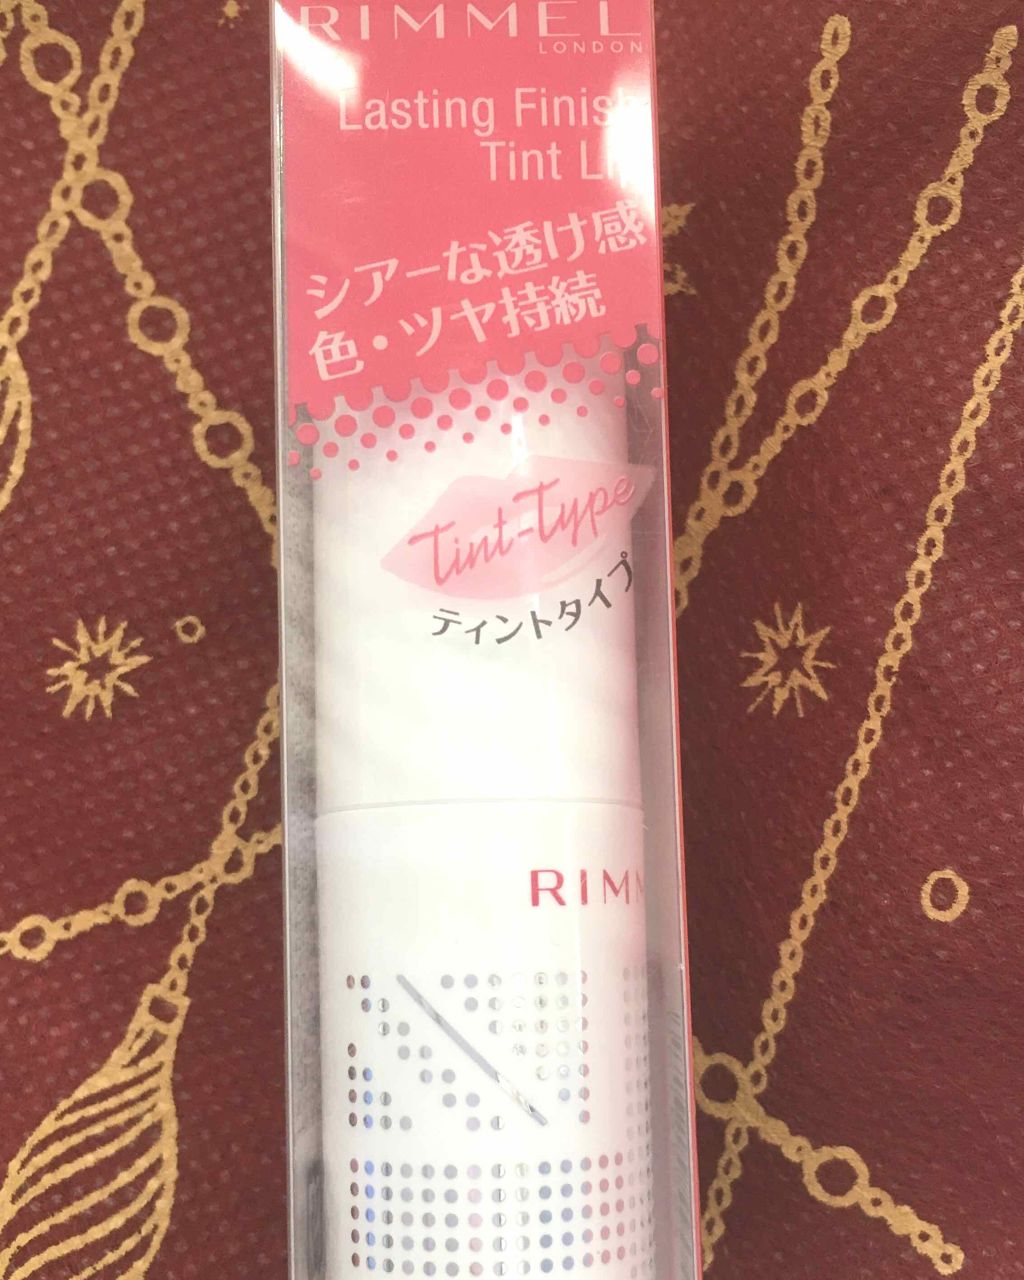 RIMMEL
LONDON
Lasting Finish
Tint Lip
シアーな透け感
色・ツヤ持続
Tint-Type
ティントタイプ
RIMM